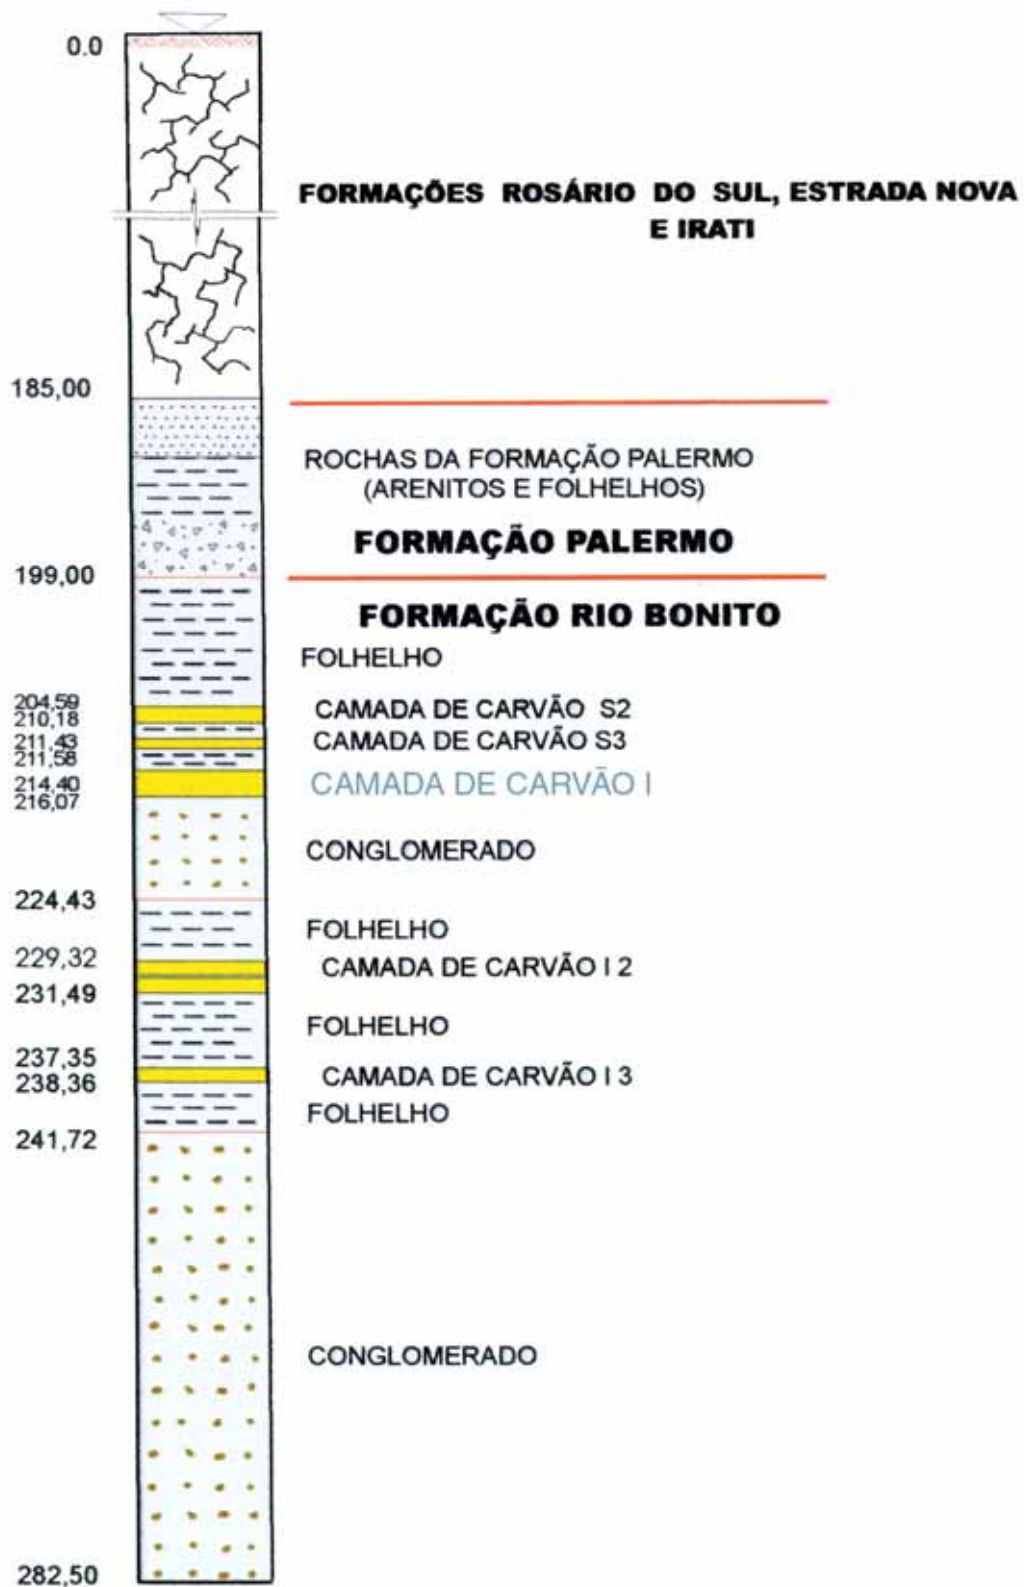 0.0
FORMAÇÕES ROSÁRIO DO SUL, ESTRADA NOVA
E IRATI
185,00
ROCHAS DA FORMAÇÃO PALERMO
(ARENITOS E FOLHELHOS)
FORMAÇÃO PALERMO
199,00
FORMAÇÃO RIO BONITO
FOLHELHO
204,59
CAMADA DE CARVÃO S2
210,18
211,43
CAMADA DE CARVÃO S3
211,58
214,40
CAMADA DE CARVÃO I
216,07
CONGLOMERADO
224,43
FOLHELHO
229,32
CAMADA DE CARVÃO I 2
231,49
FOLHELHO
237,35
CAMADA DE CARVÃO I 3
238,36
FOLHELHO
241,72
CONGLOMERADO
282,50